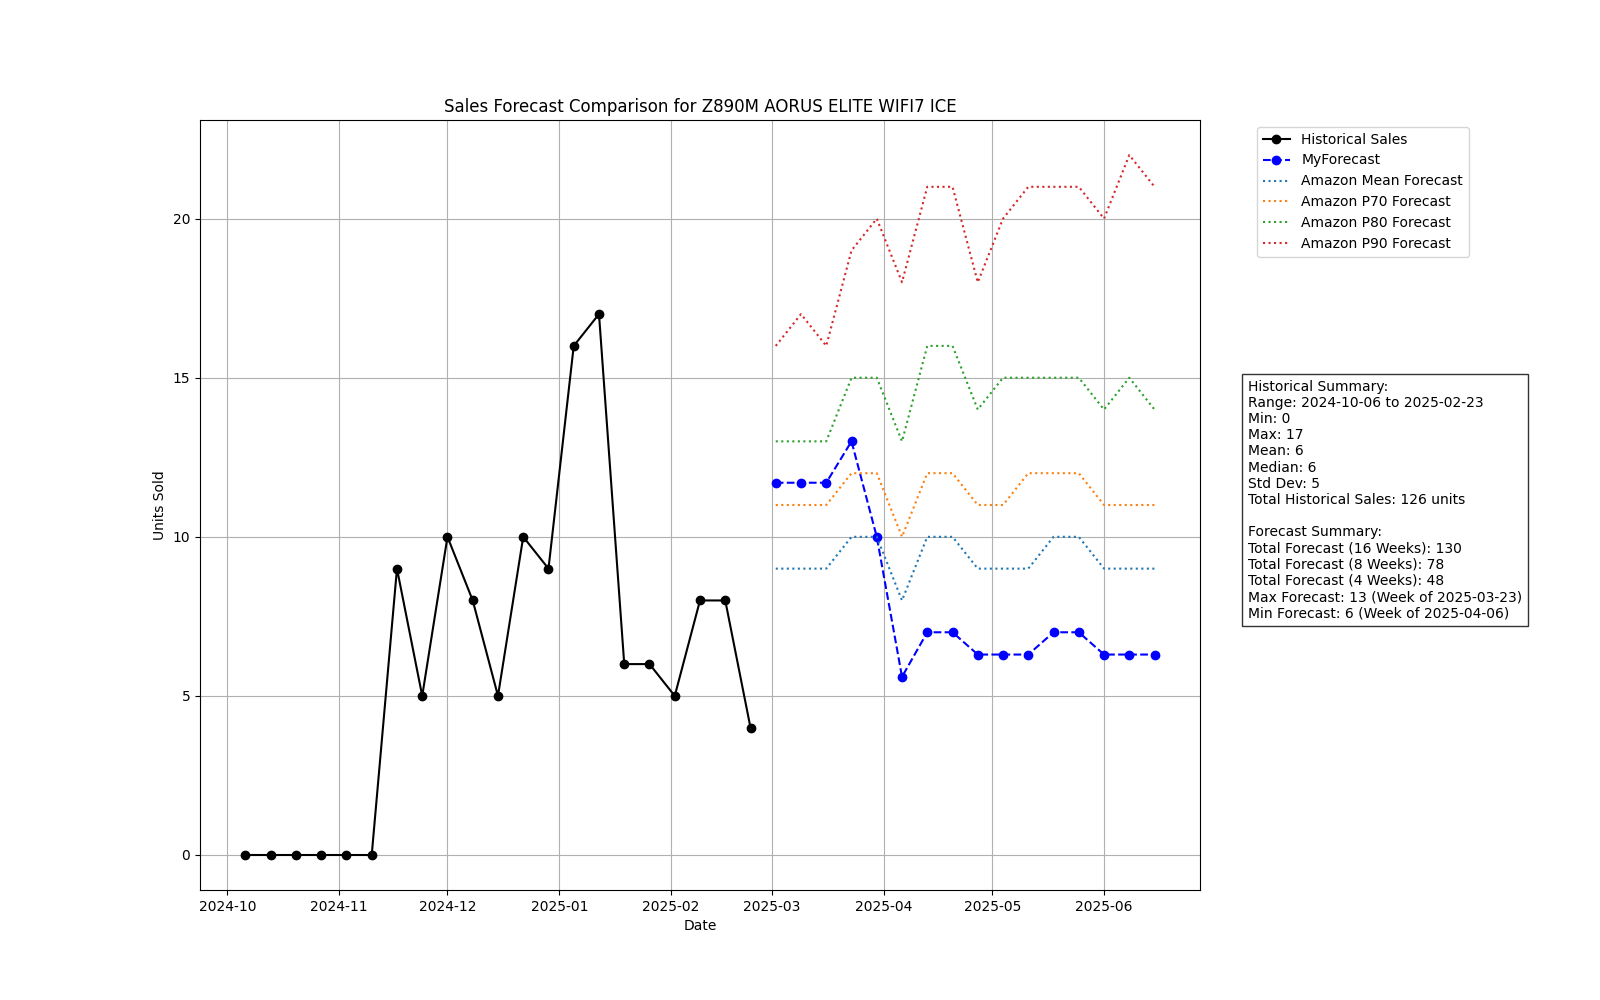 Sales Forecast Comparison for Z890M AORUS ELITE WIFI7 ICE
Historical Sales
MyForecast
Amazon Mean Forecast
Amazon P70 Forecast
Amazon P80 Forecast
Amazon P90 Forecast
Units Sold
20
15
10
5
0
2024-10
2024-11
2024-12
2025-01
2025-02
2025-03
2025-04
2025-05
2025-06
Date
Historical Summary:
Range: 2024-10-06 to 2025-02-23
Min: 0
Max: 17
Mean: 6
Median: 6
Std Dev: 5
Total Historical Sales: 126 units
Forecast Summary:
Total Forecast (16 Weeks): 130
Total Forecast (8 Weeks): 78
Total Forecast (4 Weeks): 48
Max Forecast: 13 (Week of 2025-03-23)
Min Forecast: 6 (Week of 2025-04-06)